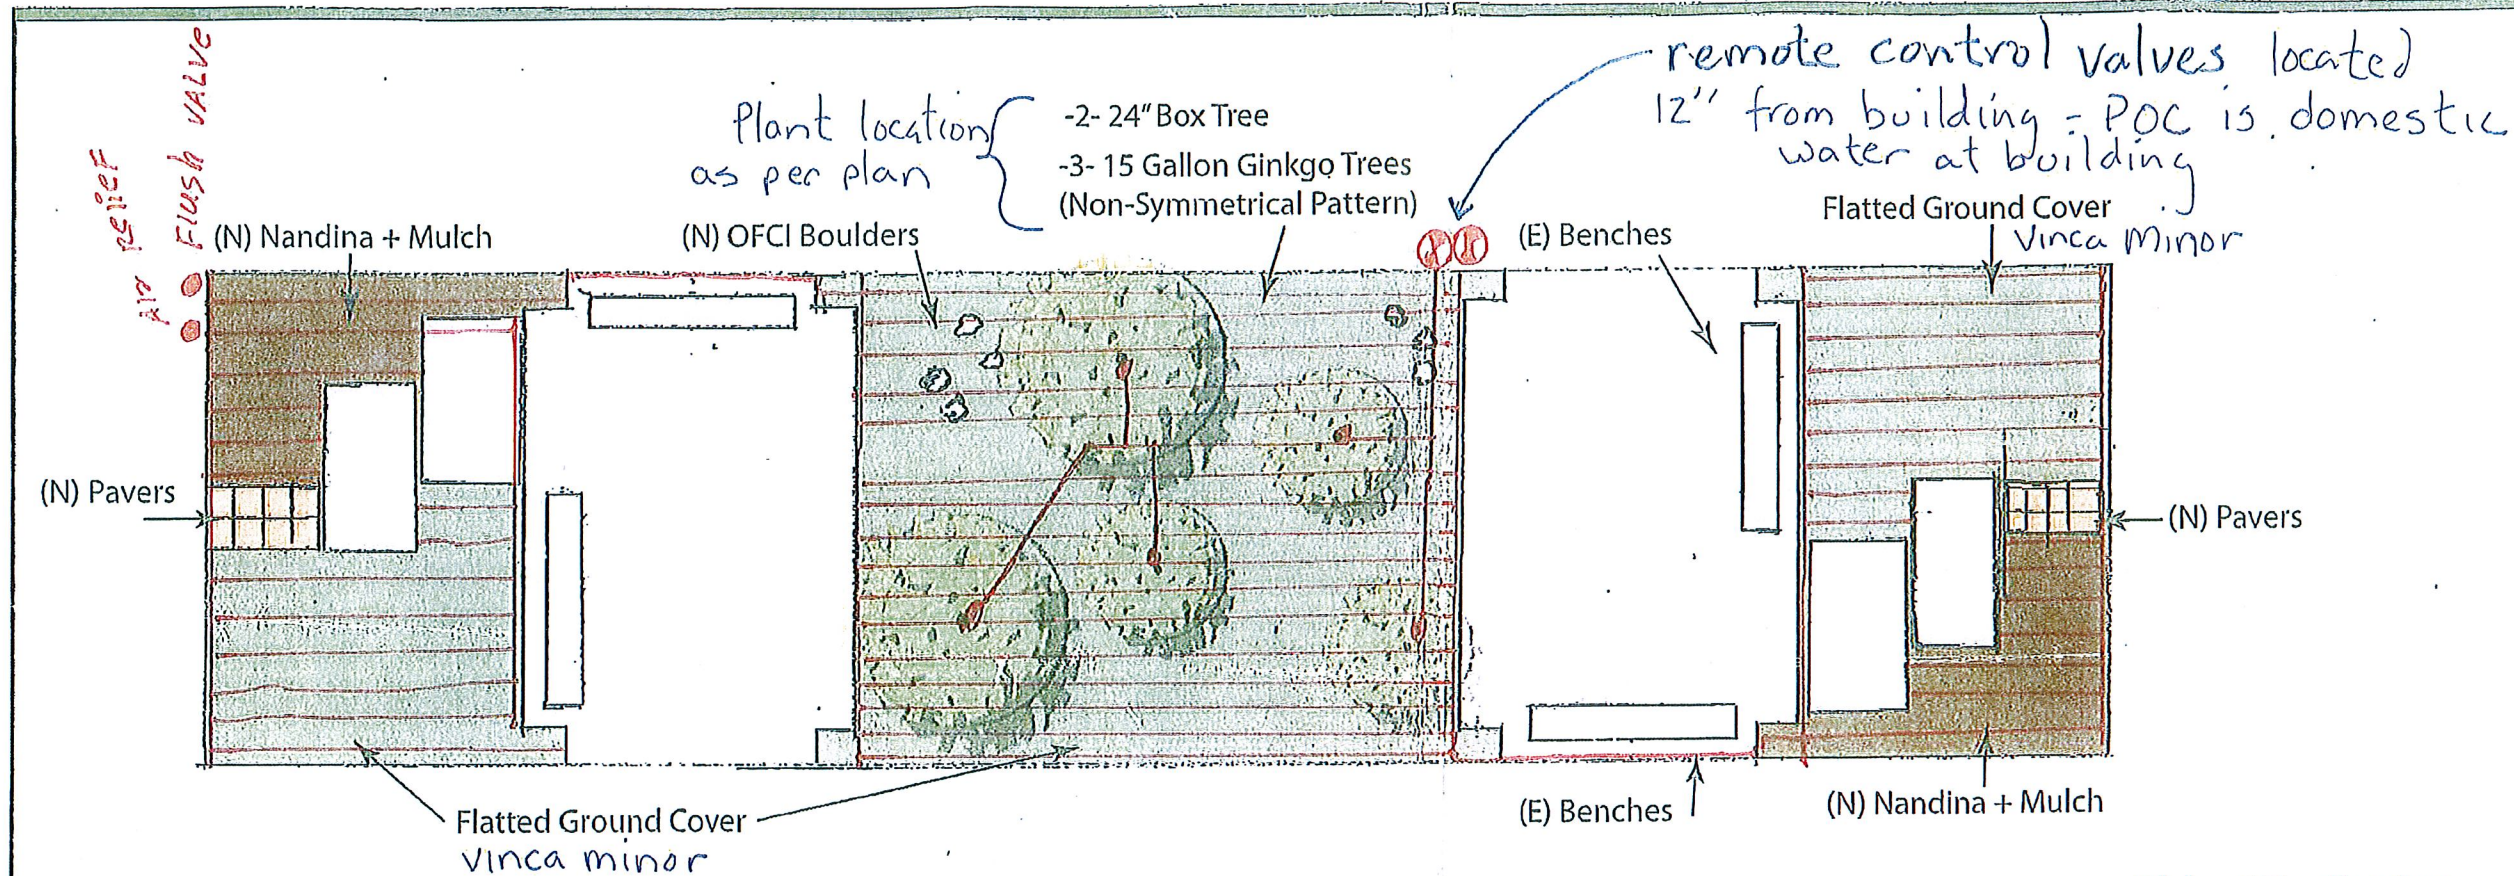 remote control valves located
12" from building - POC is domestic
water at building
Plant location
as per plan
-2- 24" Box Tree
-3- 15 Gallon Ginkgo Trees
(Non-Symmetrical Pattern)
Air Relief
Flush VALVE
(N) Nandina + Mulch
(N) OFCI Boulders
(E) Benches
Flatted Ground Cover
Vinca Minor
(N) Pavers
(N) Pavers
Flatted Ground Cover
Vinca minor
(E) Benches
(N) Nandina + Mulch